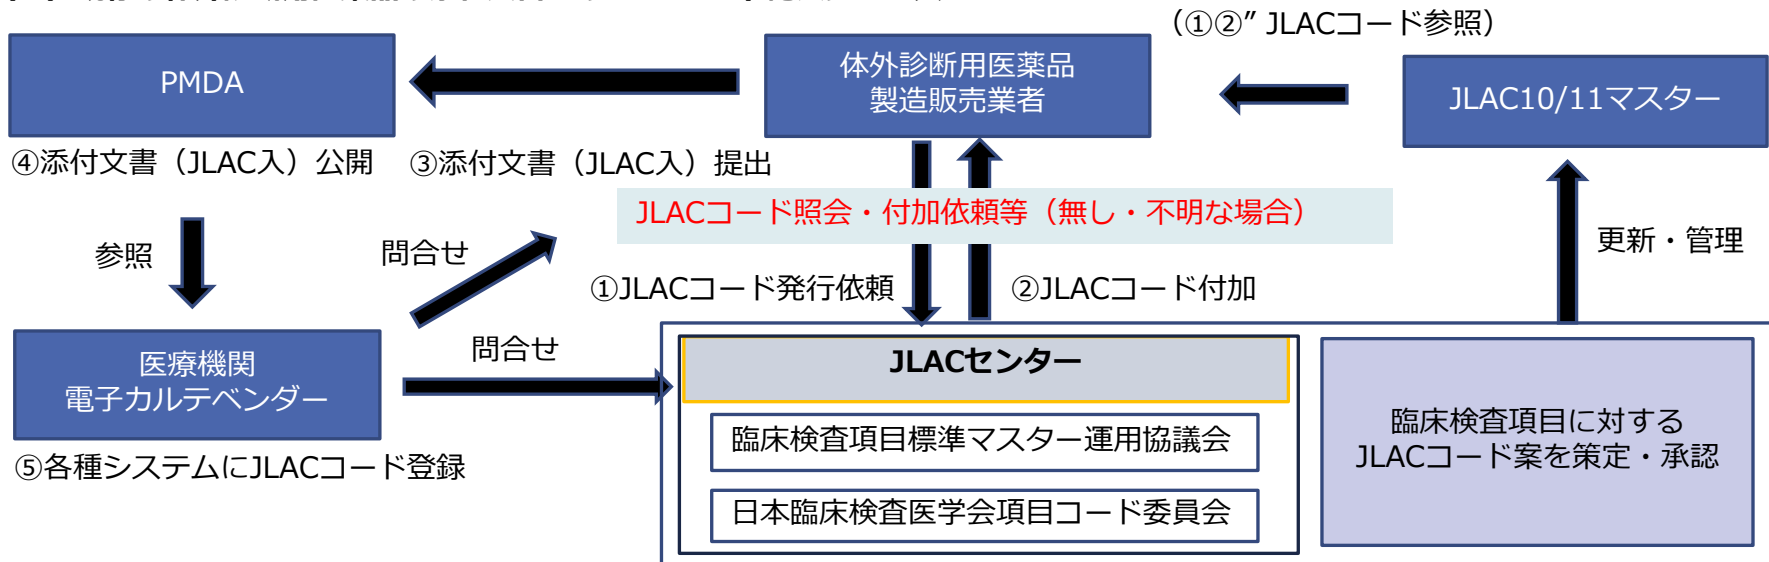 （①②” JLACコード参照）
PMDA
体外診断用医薬品
製造販売業者
JLAC10/11マスター
④添付文書（JLAC入）公開
③添付文書（JLAC入）提出
JLACコード照会・付加依頼等（無し・不明な場合）
参照
問合せ
更新・管理
①JLACコード発行依頼
②JLACコード付加
医療機関
電子カルテベンダー
問合せ
JLACセンター
臨床検査項目標準マスター運用協議会
日本臨床検査医学会項目コード委員会
臨床検査項目に対する
JLACコード案を策定・承認
⑤各種システムにJLACコード登録